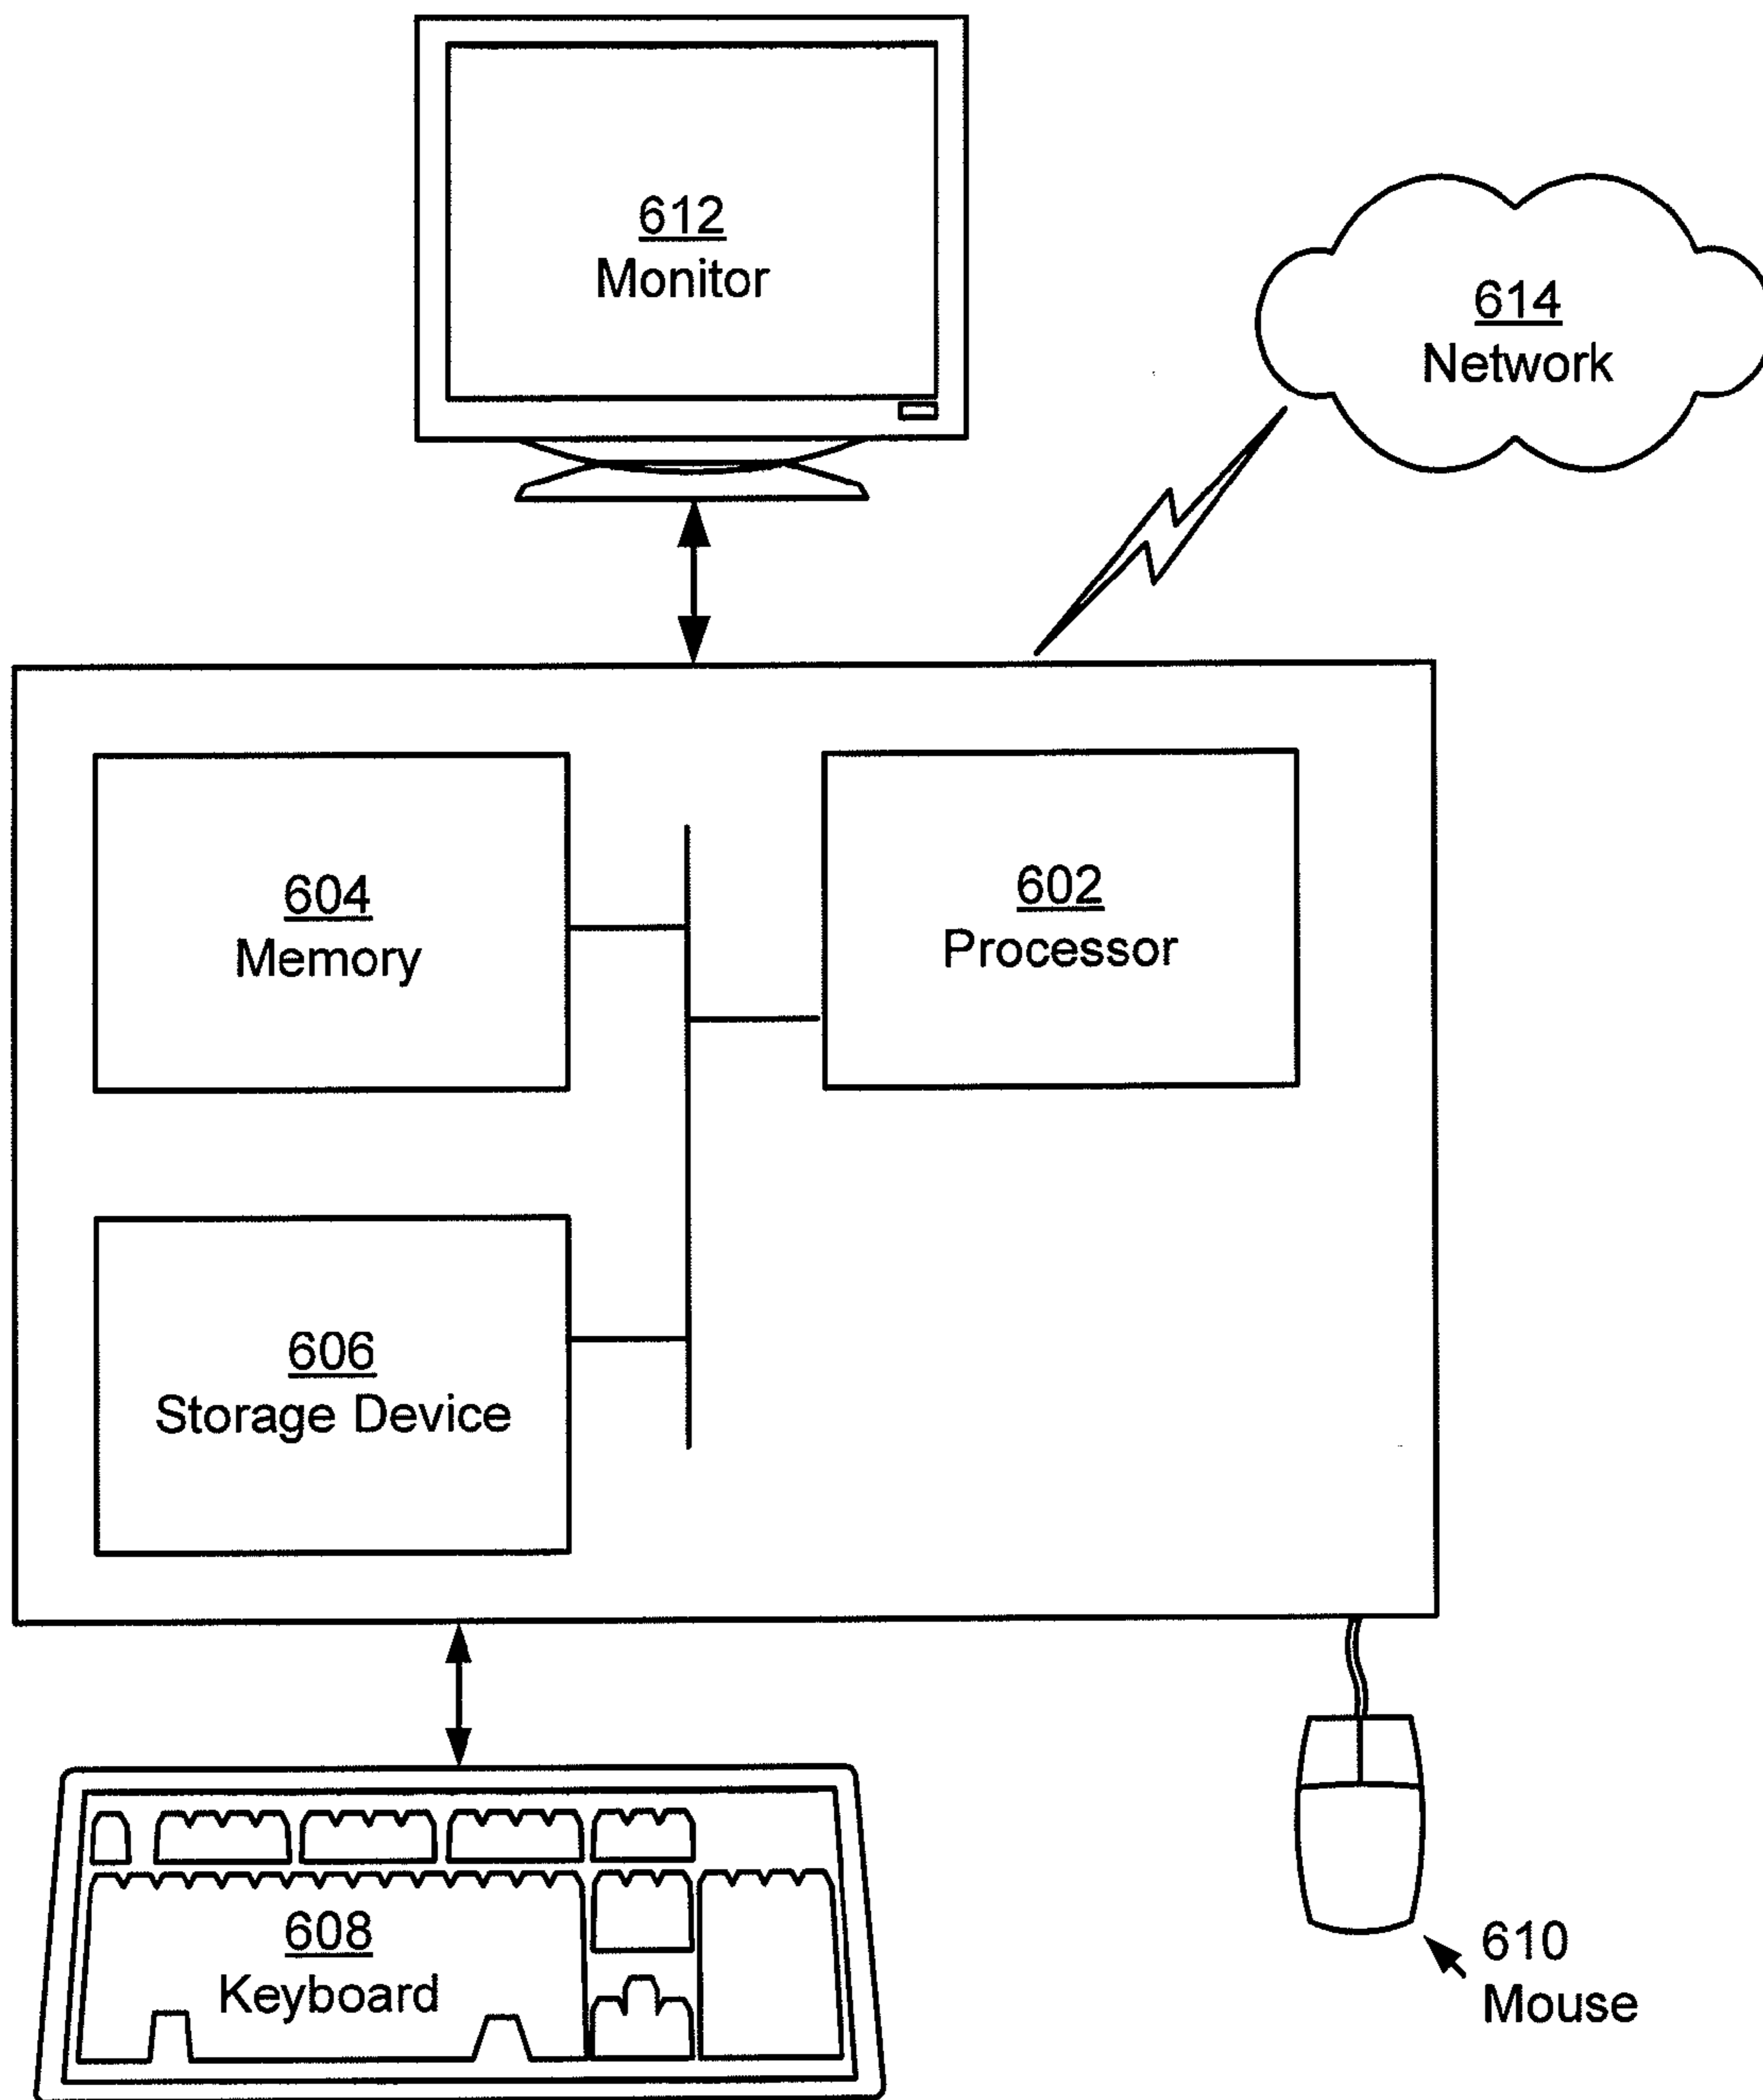 612
Monitor
614
Network
604
Memory
602
Processor
606
Storage Device
608
Keyboard
610
Mouse